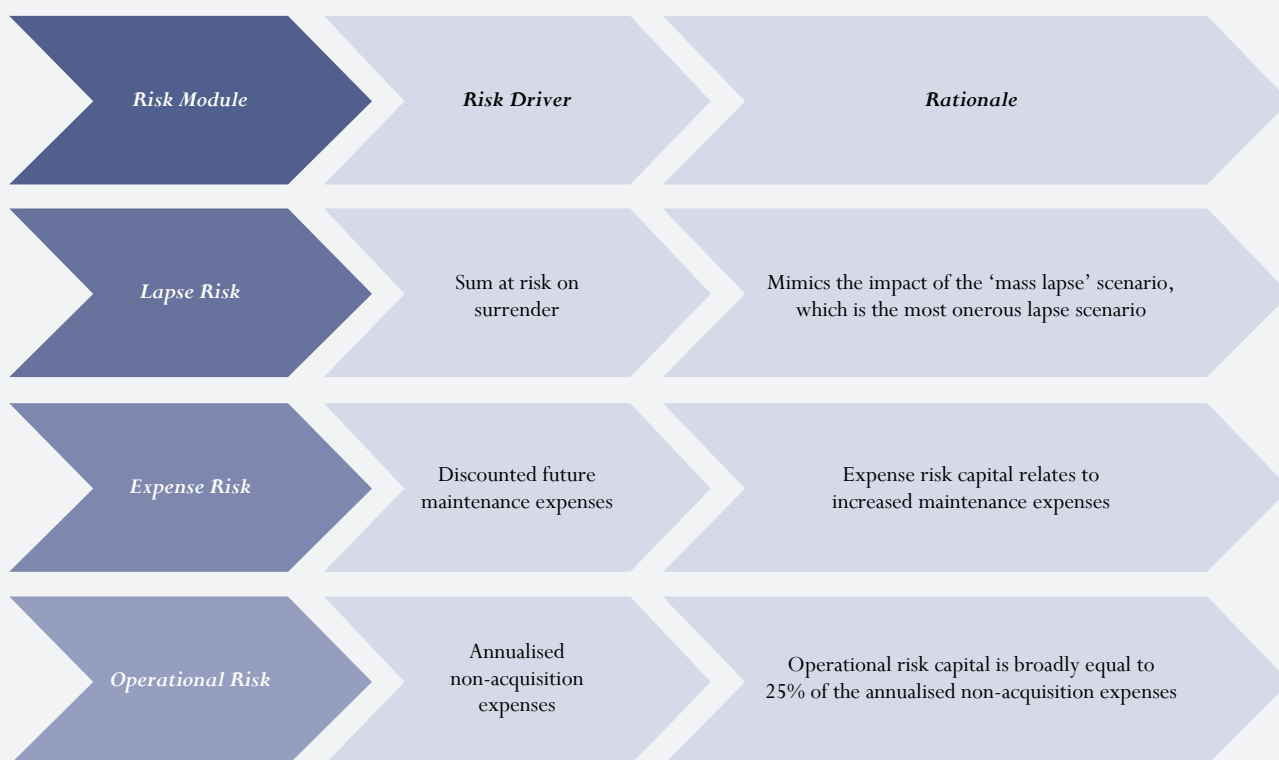 Risk Module
Risk Driver
Rationale
Lapse Risk
Sum at risk on
surrender
Mimics the impact of the ‘mass lapse’ scenario,
which is the most onerous lapse scenario
Expense Risk
Discounted future
maintenance expenses
Expense risk capital relates to
increased maintenance expenses
Operational Risk
Annualised
non-acquisition
expenses
Operational risk capital is broadly equal to
25% of the annualised non-acquisition expenses